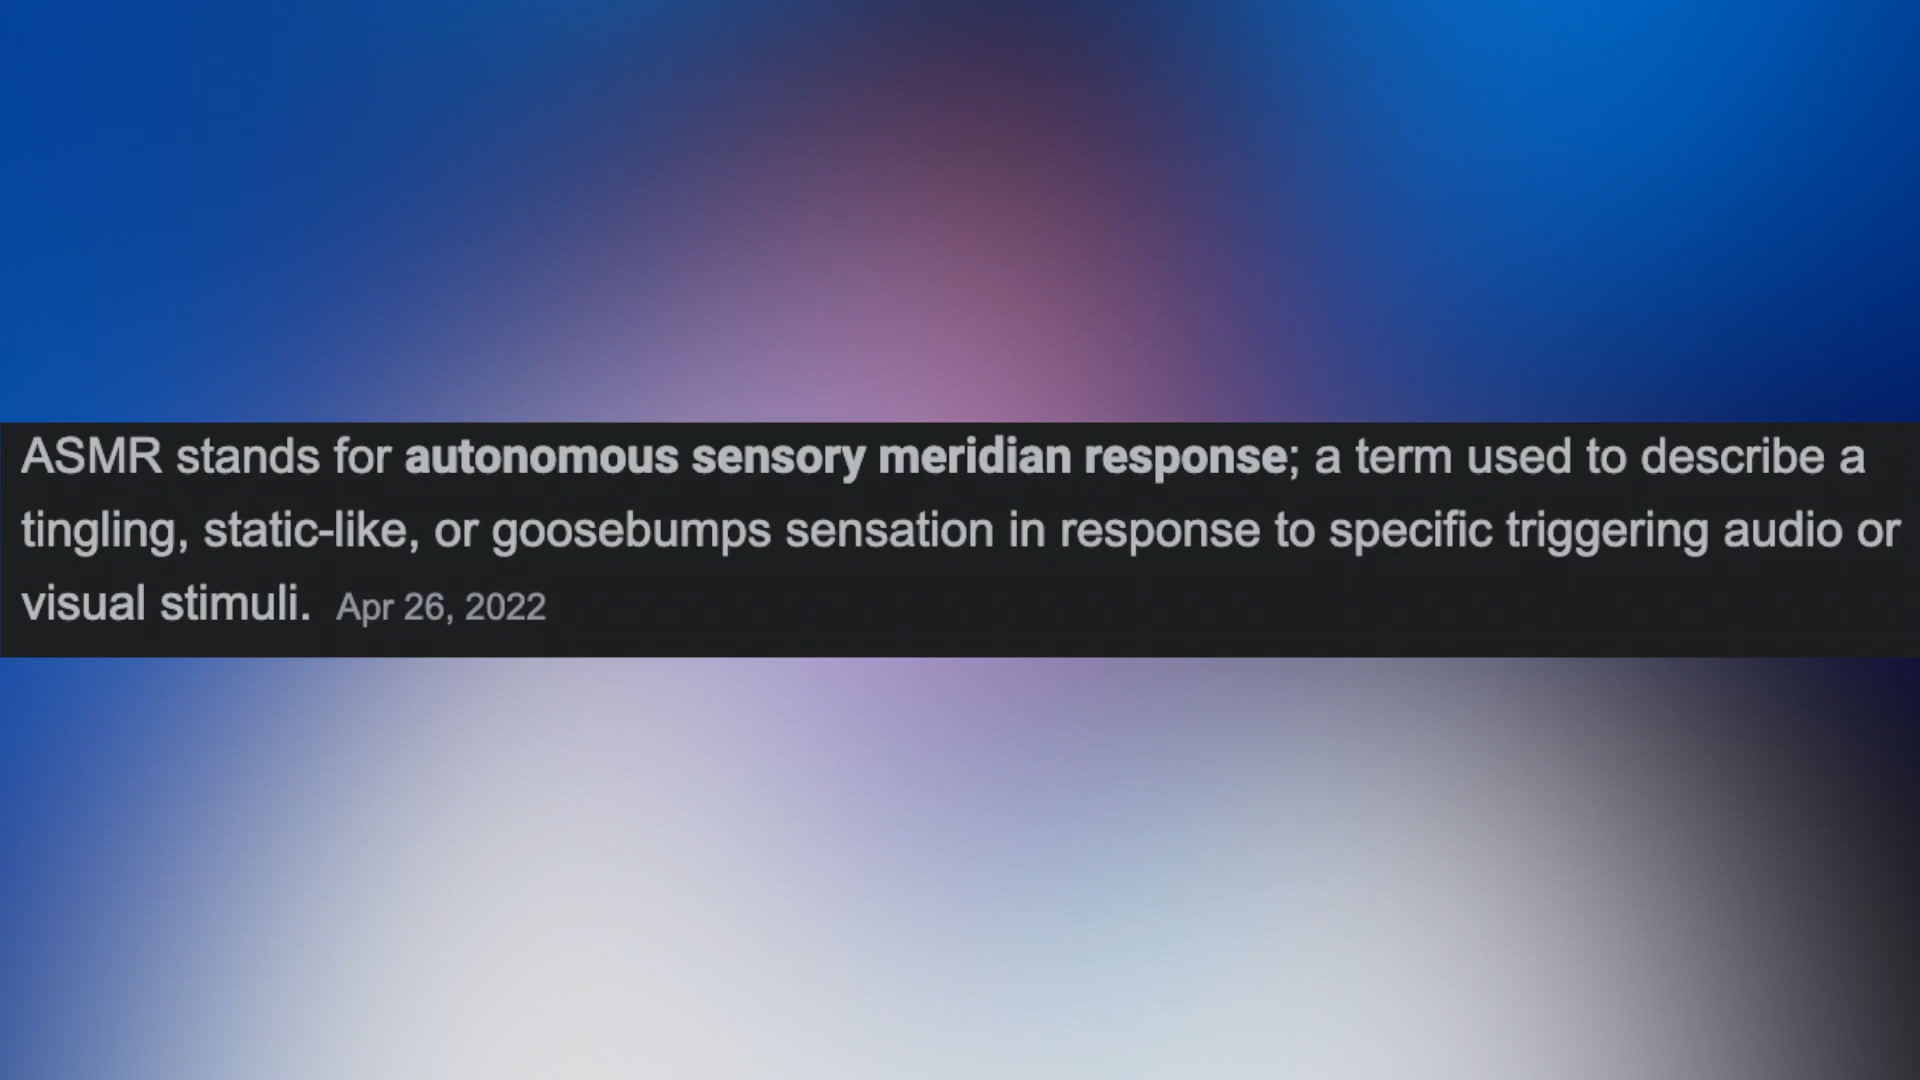 ASMR stands for autonomous sensory meridian response; a term used to describe a
tingling, static-like, or goosebumps sensation in response to specific triggering audio or
visual stimuli. Apr 26, 2022